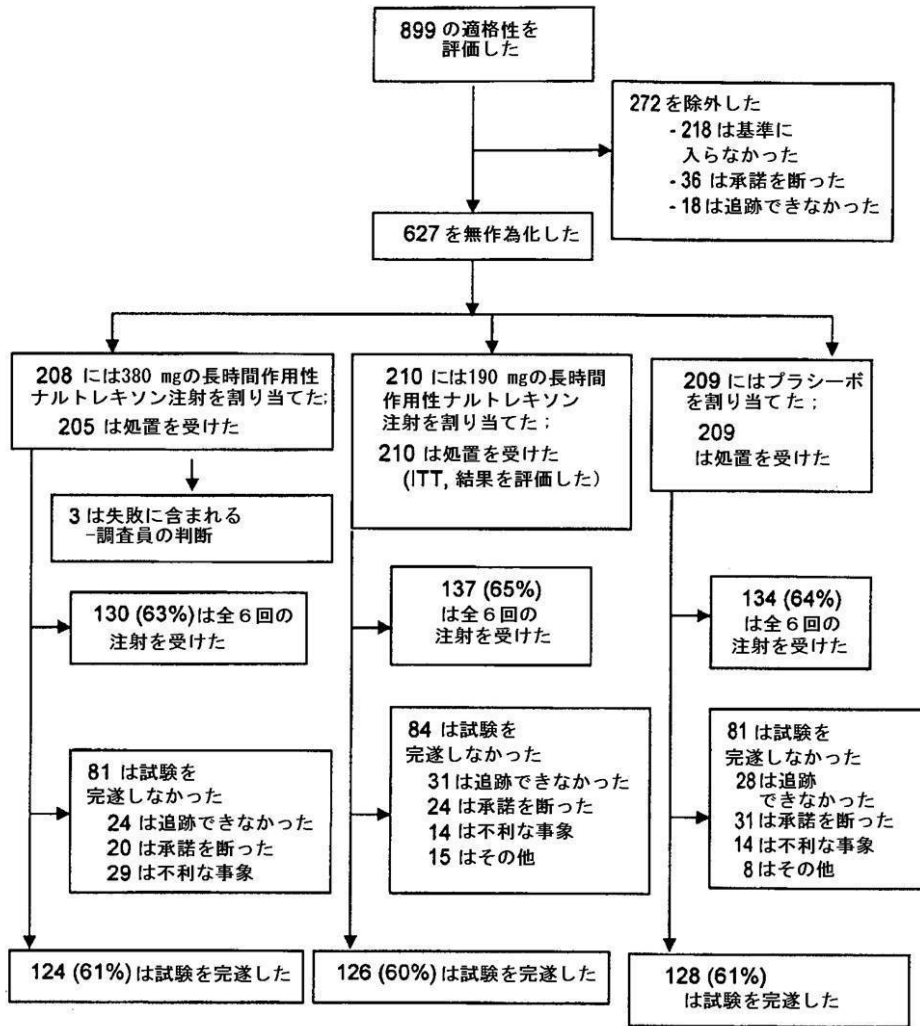 899 の適格性を
評価した
272 を除外した
- 218 は基準に
入らなかった
- 36 は承諾を断った
- 18 は追跡できなかった
627 を無作為化した
208 には380 mgの長時間作用性
ナルトレキソン注射を割り当てた;
205 は処置を受けた
3 は失敗に含まれる
-調査員の判断
130 (63%) は全６回の
注射を受けた
81 は試験を
完遂しなかった
24 は追跡できなかった
20 は承諾を断った
29 は不利な事象
124 (61%) は試験を完遂した
210 には190 mgの長時間
作用性ナルトレキソン
注射を割り当てた;
210 は処置を受けた
(ITT, 結果を評価した)
137 (65%)
は全６回の
注射を受けた
84 は試験を
完遂しなかった
31 は追跡できなかった
24 は承諾を断った
14 は不利な事象
15 はその他
126 (60%) は試験を完遂した
209 にはプラシーボ
を割り当てた；
209
は処置を受けた
134 (64%)
は全６回の
注射を受けた
81 は試験を
完遂しなかった
28 は追跡
できなかった
31 は承諾を断った
14 は不利な事象
8 はその他
128 (61%)
は試験を完遂した